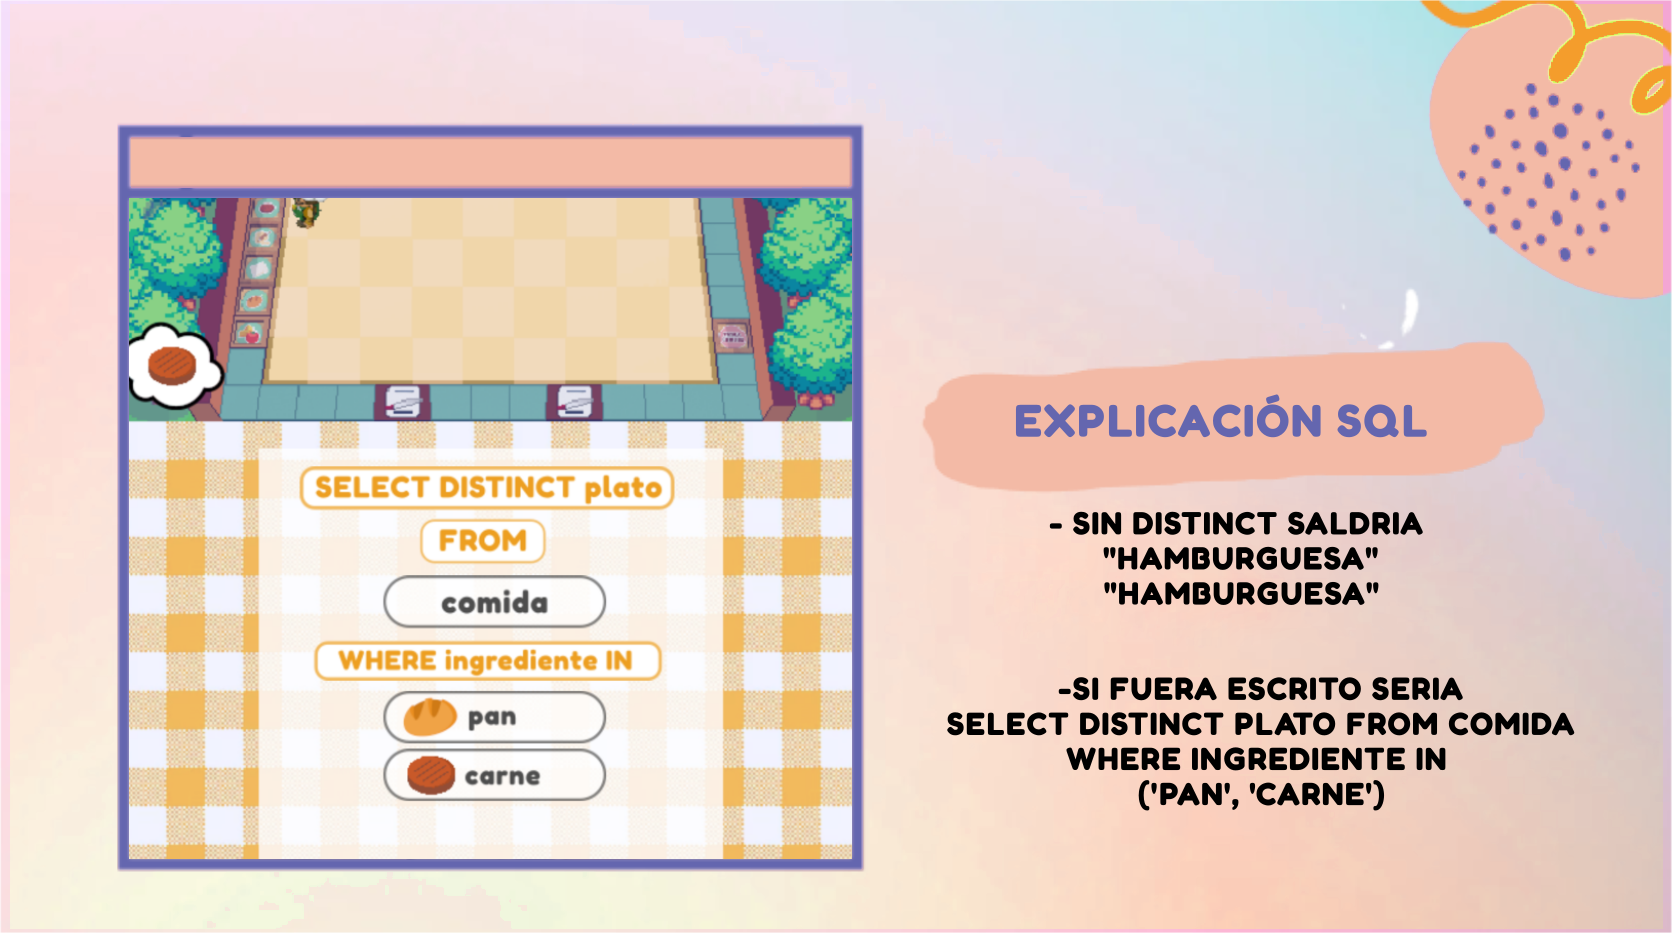 SELECT DISTINCT plato
FROM
comida
WHERE ingrediente IN
pan
carne
EXPLICACIÓN SQL
- SIN DISTINCT SALDRIA
"HAMBURGUESA"
"HAMBURGUESA"
-SI FUERA ESCRITO SERIA
SELECT DISTINCT PLATO FROM COMIDA
WHERE INGREDIENTE IN
('PAN', 'CARNE')